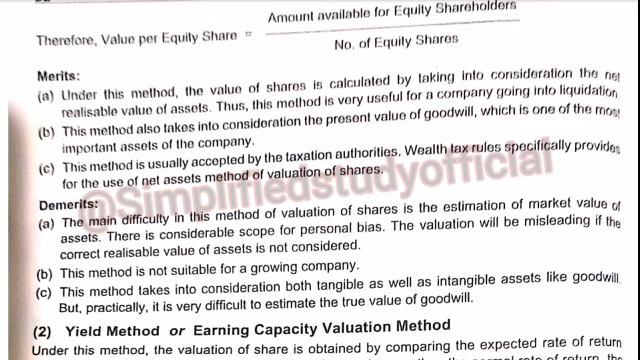 Amount available for Equity Shareholders
Therefore, Value per Equity Share =
No. of Equity Shares
Merits:
(a) Under this method, the value of shares is calculated by taking into consideration the net
realisable value of assets. Thus, this method is very useful for a company going into liquidation
(b) This method also takes into consideration the present value of goodwill, which is one of the most
important assets of the company.
(c) This method is usually accepted by the taxation authorities. Wealth tax rules specifically provides
for the use of net assets method of valuation of shares.
@Simplifiedstudyofficial
Demerits:
(a) The main difficulty in this method of valuation of shares is the estimation of market value of
assets. There is considerable scope for personal bias. The valuation will be misleading if the
correct realisable value of assets is not considered.
(b) This method is not suitable for a growing company.
(c) This method takes into consideration both tangible as well as intangible assets like goodwill.
But, practically, it is very difficult to estimate the true value of goodwill.
(2) Yield Method or Earning Capacity Valuation Method
Under this method, the valuation of share is obtained by comparing the expected rate of return
rate of return, the